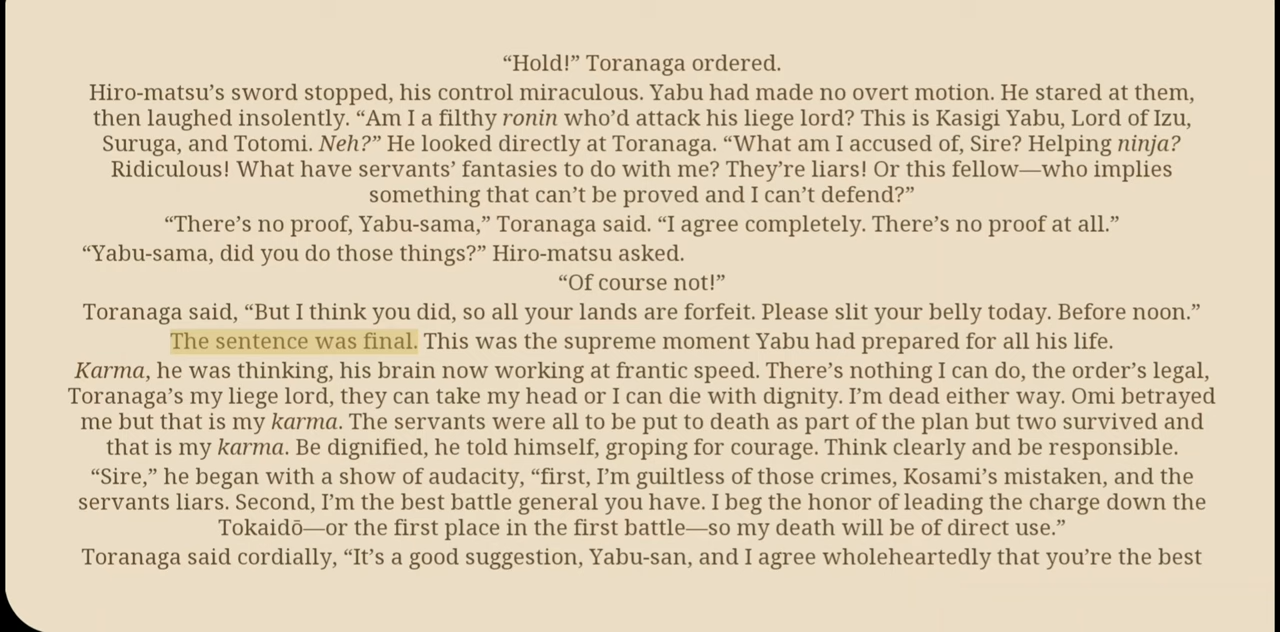 “Hold!” Toranaga ordered.
Hiro-matsu’s sword stopped, his control miraculous. Yabu had made no overt motion. He stared at them,
then laughed insolently. “Am I a filthy ronin who’d attack his liege lord? This is Kasigi Yabu, Lord of Izu,
Suruga, and Totomi. Neh?” He looked directly at Toranaga. “What am I accused of, Sire? Helping ninja?
Ridiculous! What have servants’ fantasies to do with me? They’re liars! Or this fellow—who implies
something that can’t be proved and I can’t defend?”
“There’s no proof, Yabu-sama,” Toranaga said. “I agree completely. There’s no proof at all.”
“Yabu-sama, did you do those things?” Hiro-matsu asked.
“Of course not!”
Toranaga said, “But I think you did, so all your lands are forfeit. Please slit your belly today. Before noon.”
The sentence was final. This was the supreme moment Yabu had prepared for all his life.
Karma, he was thinking, his brain now working at frantic speed. There’s nothing I can do, the order’s legal,
Toranaga’s my liege lord, they can take my head or I can die with dignity. I’m dead either way. Omi betrayed
me but that is my karma. The servants were all to be put to death as part of the plan but two survived and
that is my karma. Be dignified, he told himself, groping for courage. Think clearly and be responsible.
“Sire,” he began with a show of audacity, “first, I’m guiltless of those crimes, Kosami’s mistaken, and the
servants liars. Second, I’m the best battle general you have. I beg the honor of leading the charge down the
Tokaidō—or the first place in the first battle—so my death will be of direct use.”
Toranaga said cordially, “It’s a good suggestion, Yabu-san, and I agree wholeheartedly that you’re the best